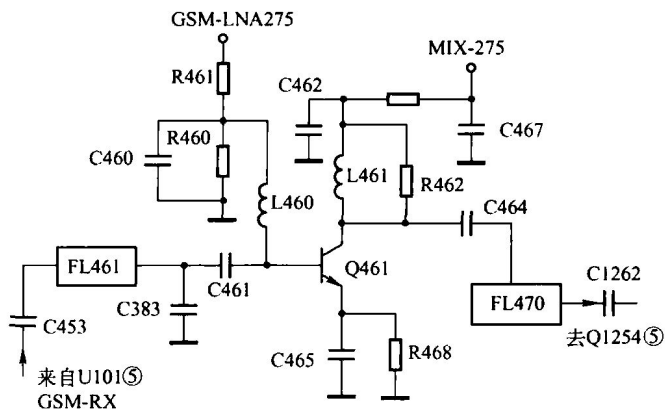 GSM-LNA275
MIX-275
R461
C462
R460
C460
C467
L461
R462
L460
C464
FL461
C461
Q461
C1262
C383
FL470
C453
C465
R468
去Q1254⑤
来自U101⑤
GSM-RX